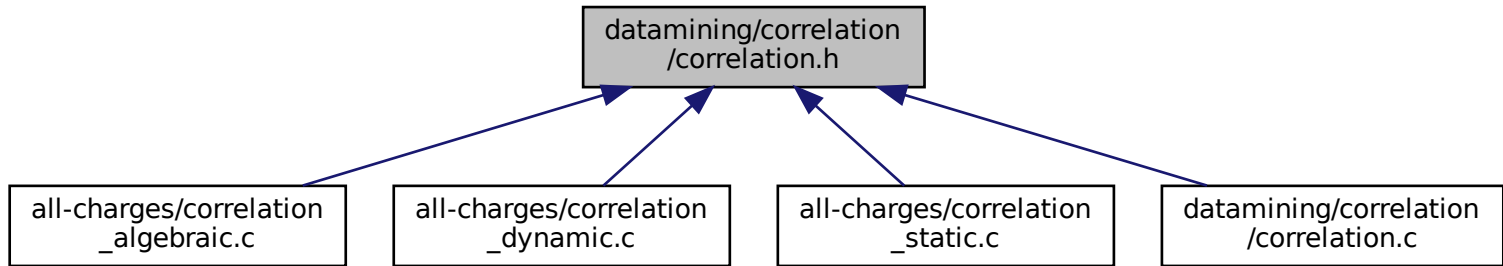 datamining/correlation
/correlation.h
all-charges/correlation
_algebraic.c
all-charges/correlation
_dynamic.c
all-charges/correlation
_static.c
datamining/correlation
/correlation.c